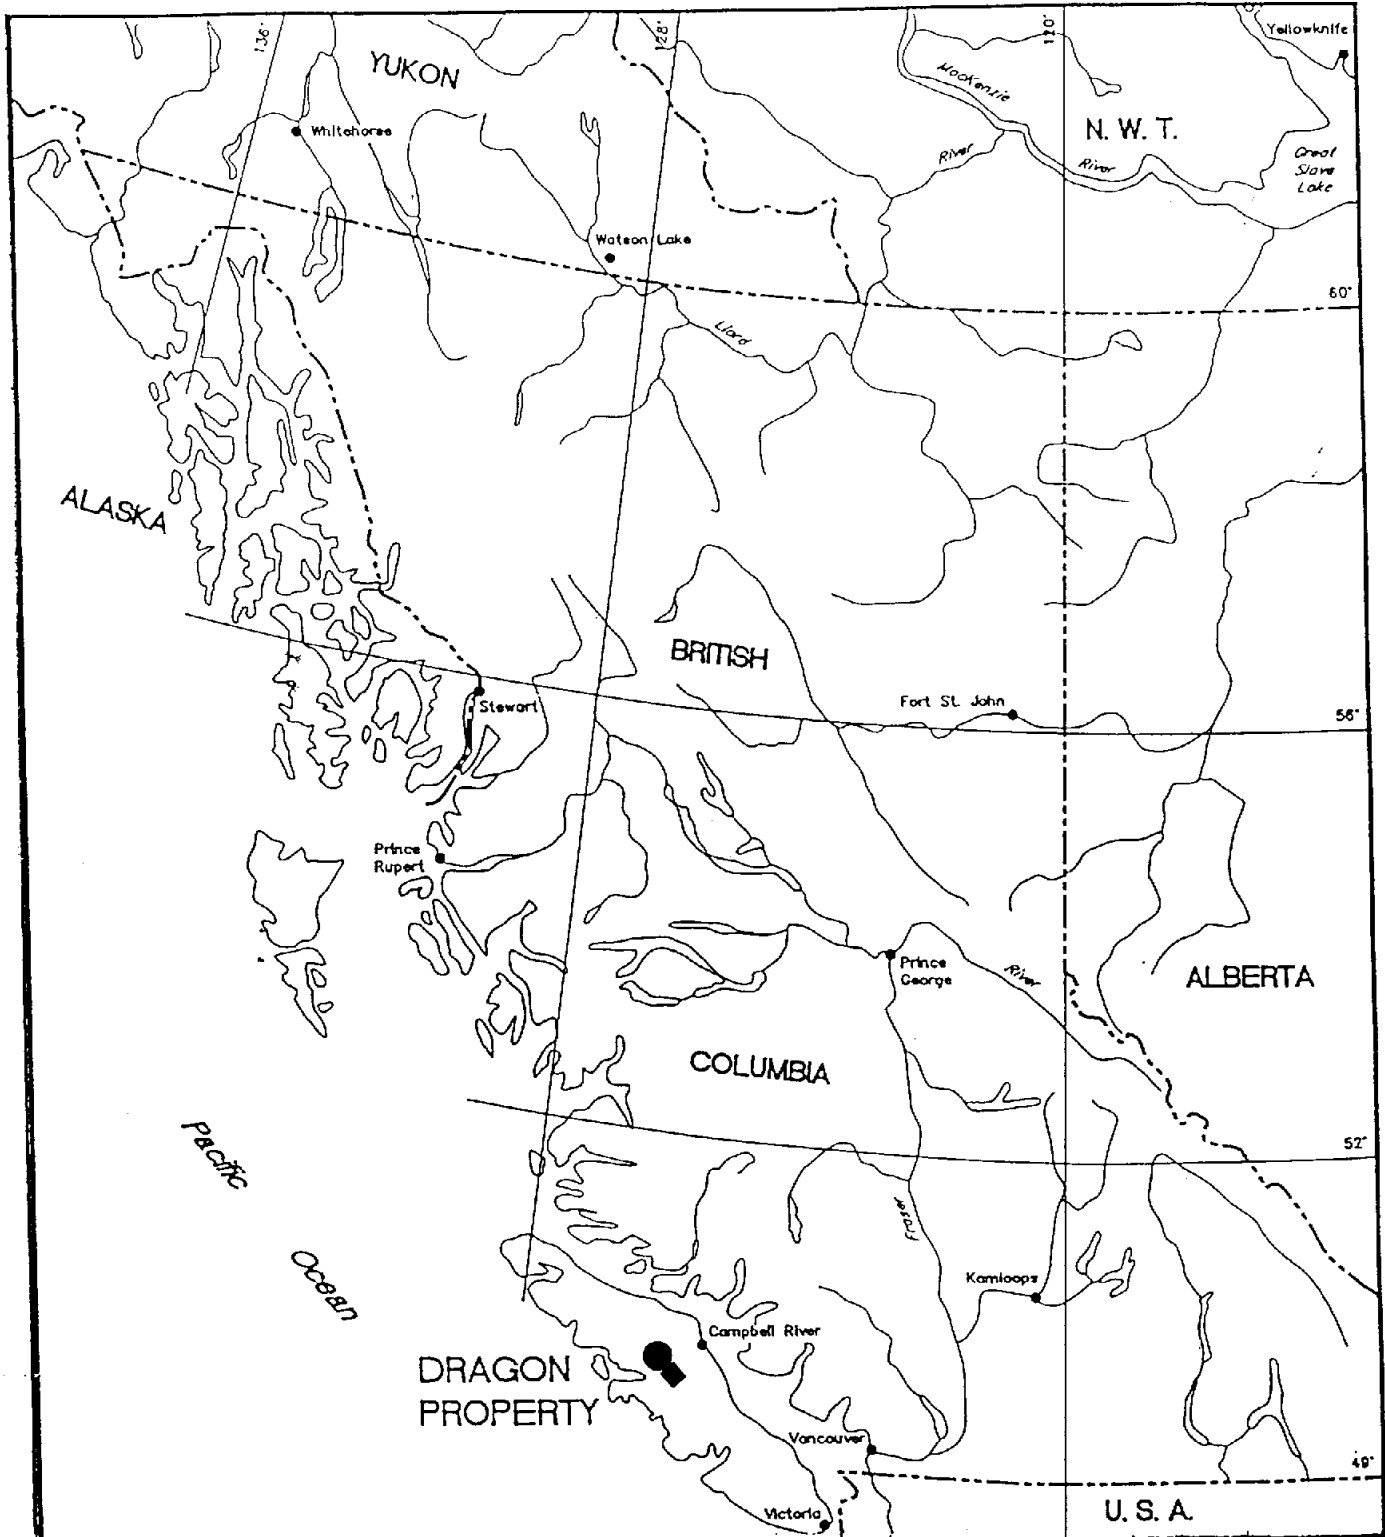 136°
128°
120°
Yellowknife
YUKON
Mackenzie
Whitehorse
N. W. T.
River
River
Great
Slave
Lake
Watson Lake
60°
Liard
ALASKA
BRITISH
Fort St. John
Stewart
56°
Prince
Rupert
Prince
George
River
ALBERTA
COLUMBIA
Pacific
52°
Fraser
Ocean
Kamloops
Campbell River
DRAGON
PROPERTY
Vancouver
49°
Victoria
U. S. A.